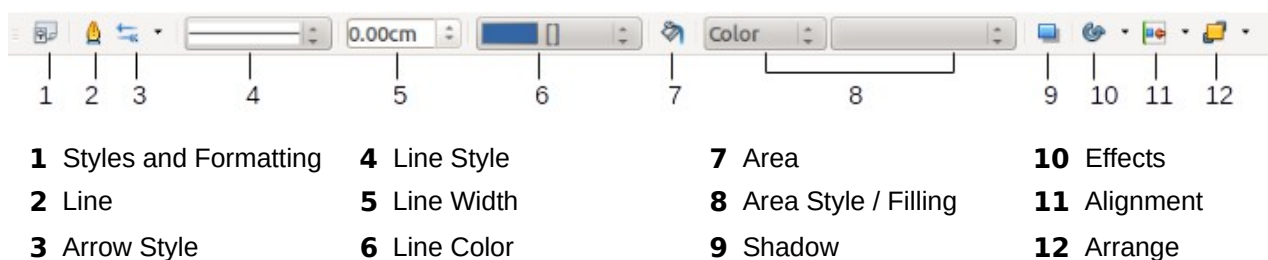 0.00cm [] Color
1 2 3 4 5 6 7 8 9 10 11 12
1 Styles and Formatting 4 Line Style 7 Area 10 Effects
2 Line 5 Line Width 8 Area Style / Filling 11 Alignment
3 Arrow Style 6 Line Color 9 Shadow 12 Arrange